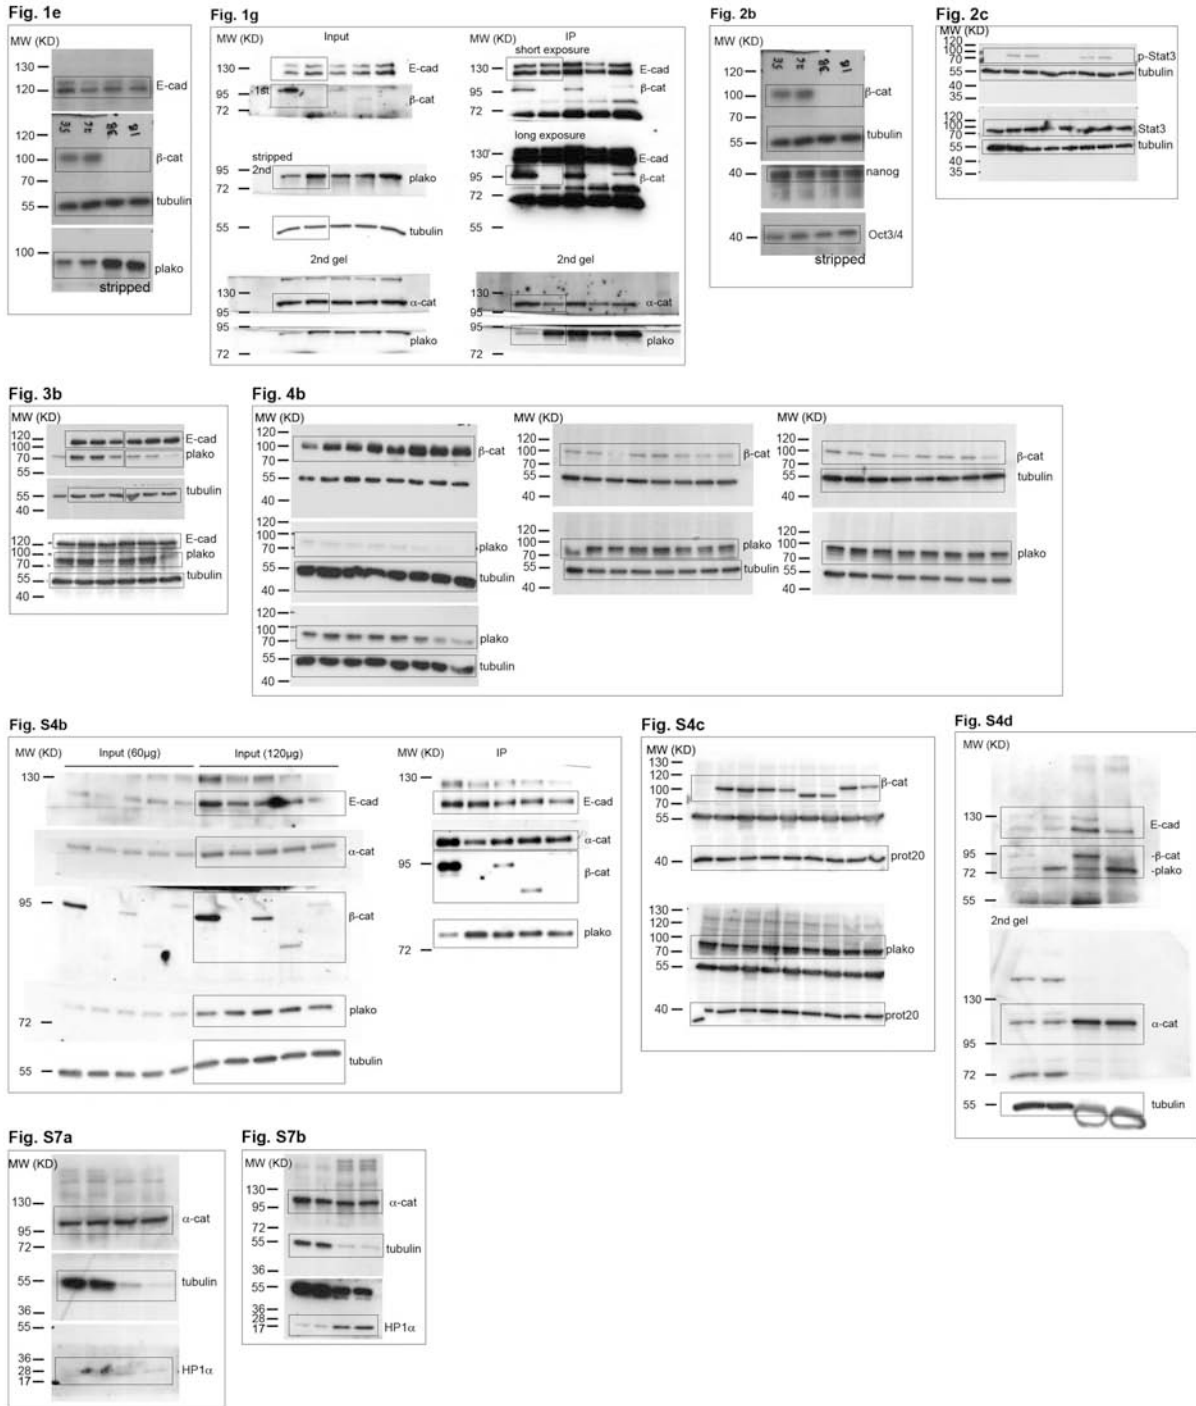 Fig. 1e
MW (KD)
130
120
E-cad
120
100
β-cat
70
55
tubulin
100
plako
stripped
Fig. 1g
MW (KD)
Input
130
E-cad
1st
95
β-cat
72
stripped
2nd
95
plako
72
55
tubulin
2nd gel
130
α-cat
95
95
plako
72
MW (KD)
IP
short exposure
130
E-cad
95
β-cat
72
long exposure
130
E-cad
95
β-cat
72
55
2nd gel
130
α-cat
95
95
plako
72
Fig. 2b
MW (KD)
120
100
β-cat
70
55
tubulin
40
nanog
40
Oct3/4
stripped
Fig. 2c
MW (KD)
120
100
p-Stat3
70
55
tubulin
40
35
120
100
Stat3
70
55
tubulin
40
35
Fig. 3b
MW (KD)
120
E-cad
100
plako
70
55
tubulin
40
E-cad
120
100
plako
70
55
tubulin
40
Fig. 4b
MW (KD)
120
100
β-cat
70
55
40
120
100
plako
70
55
tubulin
40
120
100
plako
70
55
tubulin
40
MW (KD)
120
100
β-cat
70
55
tubulin
40
120
100
plako
70
55
tubulin
40
MW (KD)
120
100
β-cat
70
55
tubulin
40
120
100
plako
70
55
40
Fig. S4b
MW (KD)
Input (60µg)
Input (120µg)
130
E-cad
α-cat
95
β-cat
plako
72
tubulin
55
MW (KD)
IP
130
E-cad
α-cat
95
β-cat
plako
72
Fig. S4c
MW (KD)
130
120
β-cat
100
70
55
prot20
40
130
120
100
plako
70
55
40
prot20
Fig. S4d
MW (KD)
130
E-cad
95
-β-cat
-plako
72
55
2nd gel
130
α-cat
95
72
55
tubulin
Fig. S7a
MW (KD)
130
α-cat
95
72
55
tubulin
36
55
36
28
HP1α
17
Fig. S7b
MW (KD)
130
α-cat
95
72
55
tubulin
36
55
36
28
17
HP1α